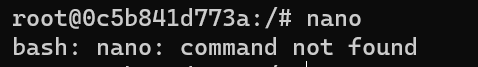 root@0c5b841d773a:/# nano
bash: nano: command not found